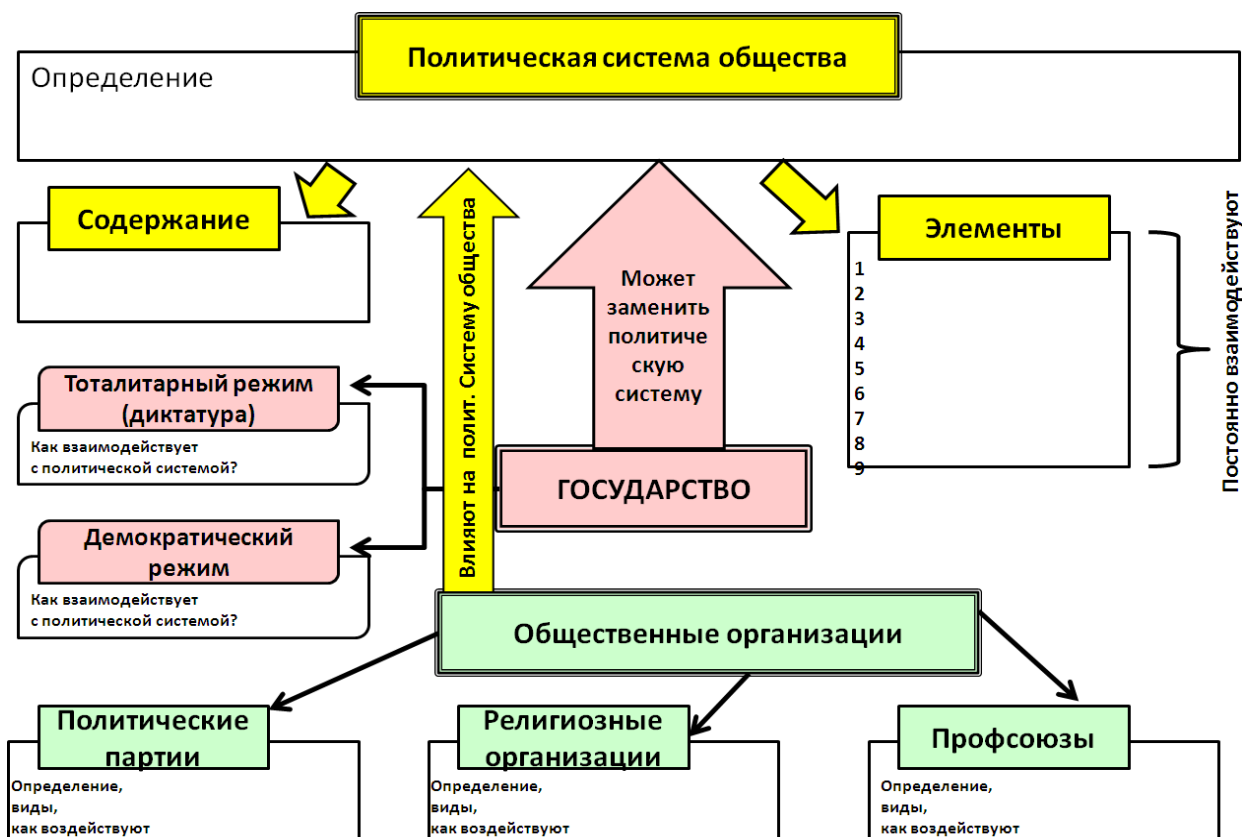 Политическая система общества
Определение
Содержание
Элементы
1
2
3
4
5
6
7
8
9
Постоянно взаимодействуют
Влияют на полит. Систему общества
Может
заменить
политиче
скую
систему
Тоталитарный режим
(диктатура)
Как взаимодействует
с политической системой?
ГОСУДАРСТВО
Демократический
режим
Как взаимодействует
с политической системой?
Общественные организации
Политические
партии
Определение,
виды,
как воздействуют
Религиозные
организации
Определение,
виды,
как воздействуют
Профсоюзы
Определение,
виды,
как воздействуют